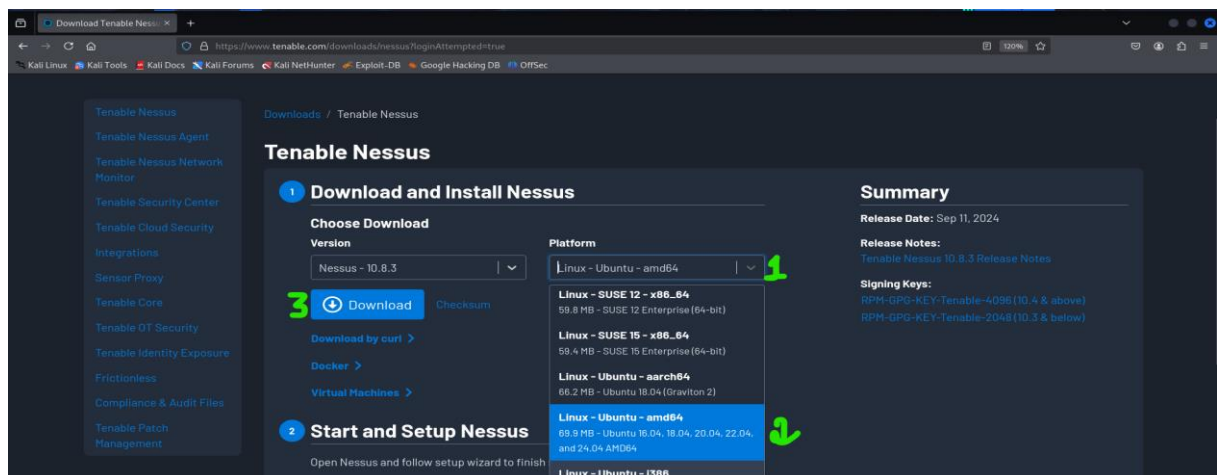 Download Tenable Nessu
https://www.tenable.com/downloads/nessus?loginAttempted=true
120%
Kali Linux Kali Tools Kali Docs Kali Forums Kali NetHunter Exploit-DB Google Hacking DB OffSec
Tenable Nessus
Tenable Nessus Agent
Tenable Nessus Network
Monitor
Tenable Security Center
Tenable Cloud Security
Integrations
Sensor Proxy
Tenable Core
Tenable OT Security
Tenable Identity Exposure
Frictionless
Compliance & Audit Files
Tenable Patch
Management
Downloads / Tenable Nessus
Tenable Nessus
1 Download and Install Nessus
Choose Download
Version
Nessus - 10.8.3
Platform
Linux - Ubuntu - amd64
1
3
Download
Checksum
Download by curl >
Docker >
Virtual Machines >
Linux - SUSE 12 - x86_64
59.8 MB - SUSE 12 Enterprise (64-bit)
Linux - SUSE 15 - x86_64
59.4 MB - SUSE 15 Enterprise (64-bit)
Linux - Ubuntu - aarch64
66.2 MB - Ubuntu 18.04 (Graviton 2)
Linux - Ubuntu - amd64
69.9 MB - Ubuntu 16.04, 18.04, 20.04, 22.04,
and 24.04 AMD64
2
Linux - Ubuntu - i386
2 Start and Setup Nessus
Open Nessus and follow setup wizard to finish
Summary
Release Date: Sep 11, 2024
Release Notes:
Tenable Nessus 10.8.3 Release Notes
Signing Keys:
RPM-GPG-KEY-Tenable-4096 (10.4 & above)
RPM-GPG-KEY-Tenable-2048 (10.3 & below)